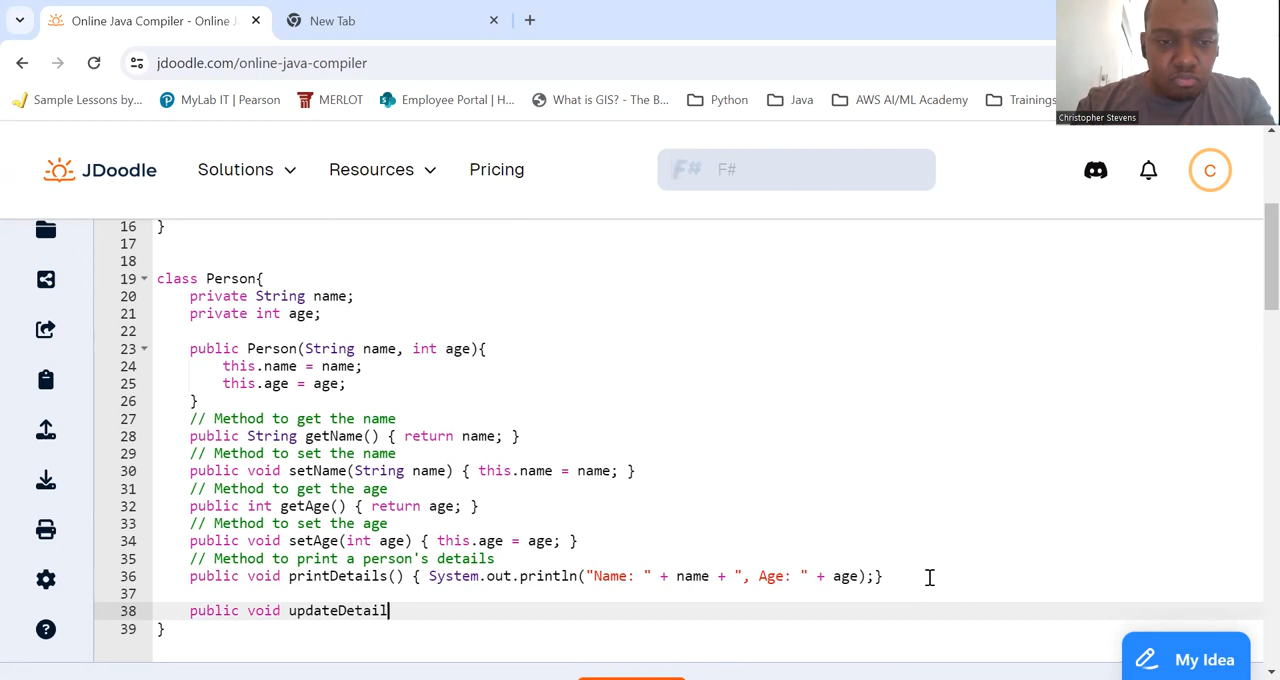 Online Java Compiler - Online J
New Tab
jdoodle.com/online-java-compiler
Sample Lessons by... MyLab IT | Pearson MERLOT Employee Portal | H... What is GIS? - The B... Python Java AWS AI/ML Academy Trainings
Christopher Stevens
JDoodle Solutions Resources Pricing F# F# C
16 }
17
18
19 class Person{
20 private String name;
21 private int age;
22
23 public Person(String name, int age){
24 this.name = name;
25 this.age = age;
26 }
27 // Method to get the name
28 public String getName() { return name; }
29 // Method to set the name
30 public void setName(String name) { this.name = name; }
31 // Method to get the age
32 public int getAge() { return age; }
33 // Method to set the age
34 public void setAge(int age) { this.age = age; }
35 // Method to print a person's details
36 public void printDetails() { System.out.println("Name: " + name + ", Age: " + age);}
37
38 public void updateDetail
39 }
My Idea